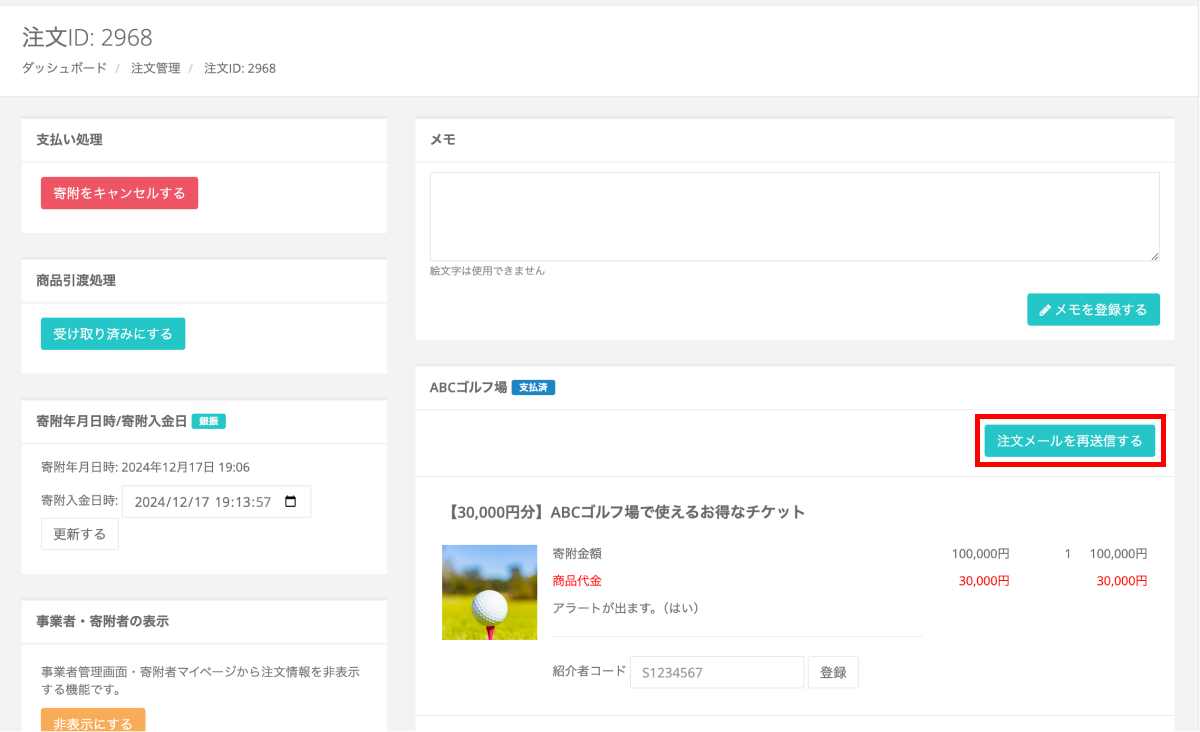 注文ID: 2968
ダッシュボード / 注文管理 / 注文ID: 2968
支払い処理
寄附をキャンセルする
商品引渡処理
受け取り済みにする
寄附年月日時/寄附入金日 銀振
寄附年月日時: 2024年12月17日 19:06
寄附入金日時: 2024/12/17 19:13:57
更新する
事業者・寄附者の表示
事業者管理画面・寄附者マイページから注文情報を非表示
する機能です。
非表示にする
メモ
絵文字は使用できません
メモを登録する
ABCゴルフ場 支払済
注文メールを再送信する
【30,000円分】ABCゴルフ場で使えるお得なチケット
寄附金額 100,000円 1 100,000円
商品代金 30,000円 30,000円
アラートが出ます。(はい)
紹介者コード S1234567 登録